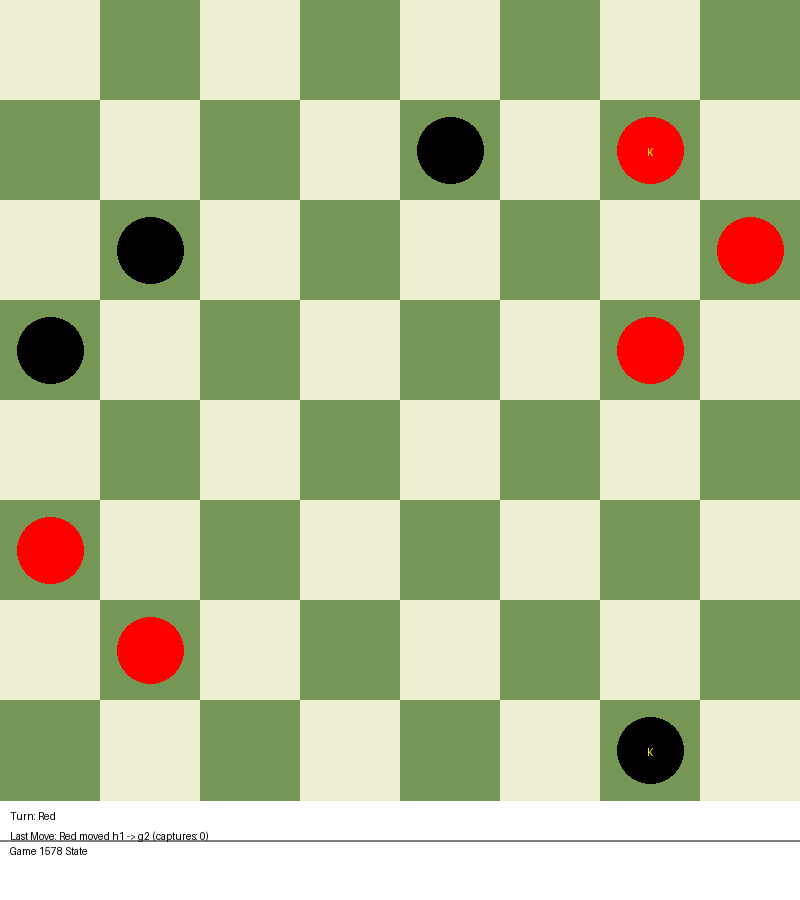 K
K
Turn: Red
Last Move: Red moved h1 -> g2 (captures: 0)
Game 1578 State